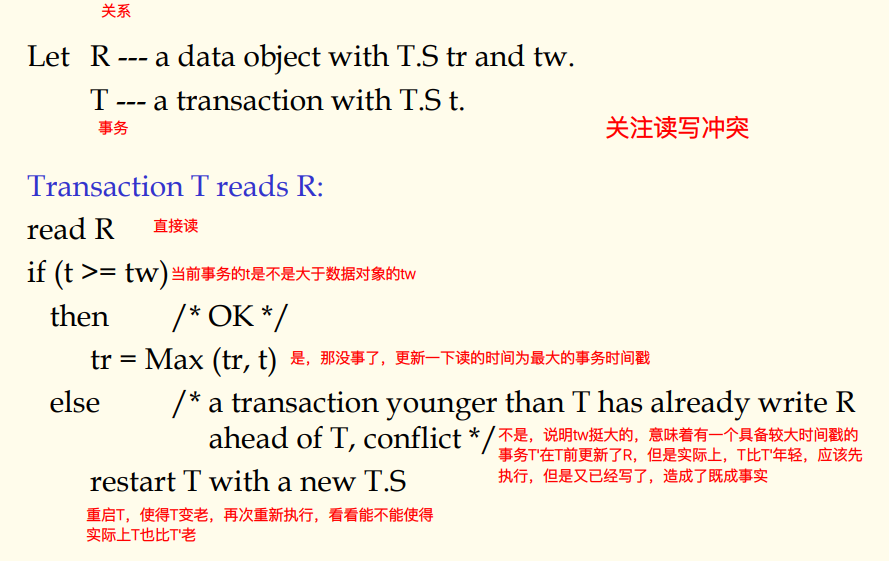 关系
Let R --- a data object with T.S tr and tw.
T --- a transaction with T.S t.
事务
关注读写冲突
Transaction T reads R:
read R 直接读
if (t >= tw) 当前事务的t是不是大于数据对象的tw
then /* OK */
tr = Max (tr, t) 是，那没事了，更新一下读的时间为最大的事务时间戳
else /* a transaction younger than T has already write R
ahead of T, conflict */
不是，说明tw挺大的，意味着有一个具备较大时间戳的
事务T'在T前更新了R，但是实际上，T比T'年轻，应该先
执行，但是又已经写了，造成了既成事实
restart T with a new T.S
重启T，使得T变老，再次重新执行，看看能不能使得
实际上T也比T'老